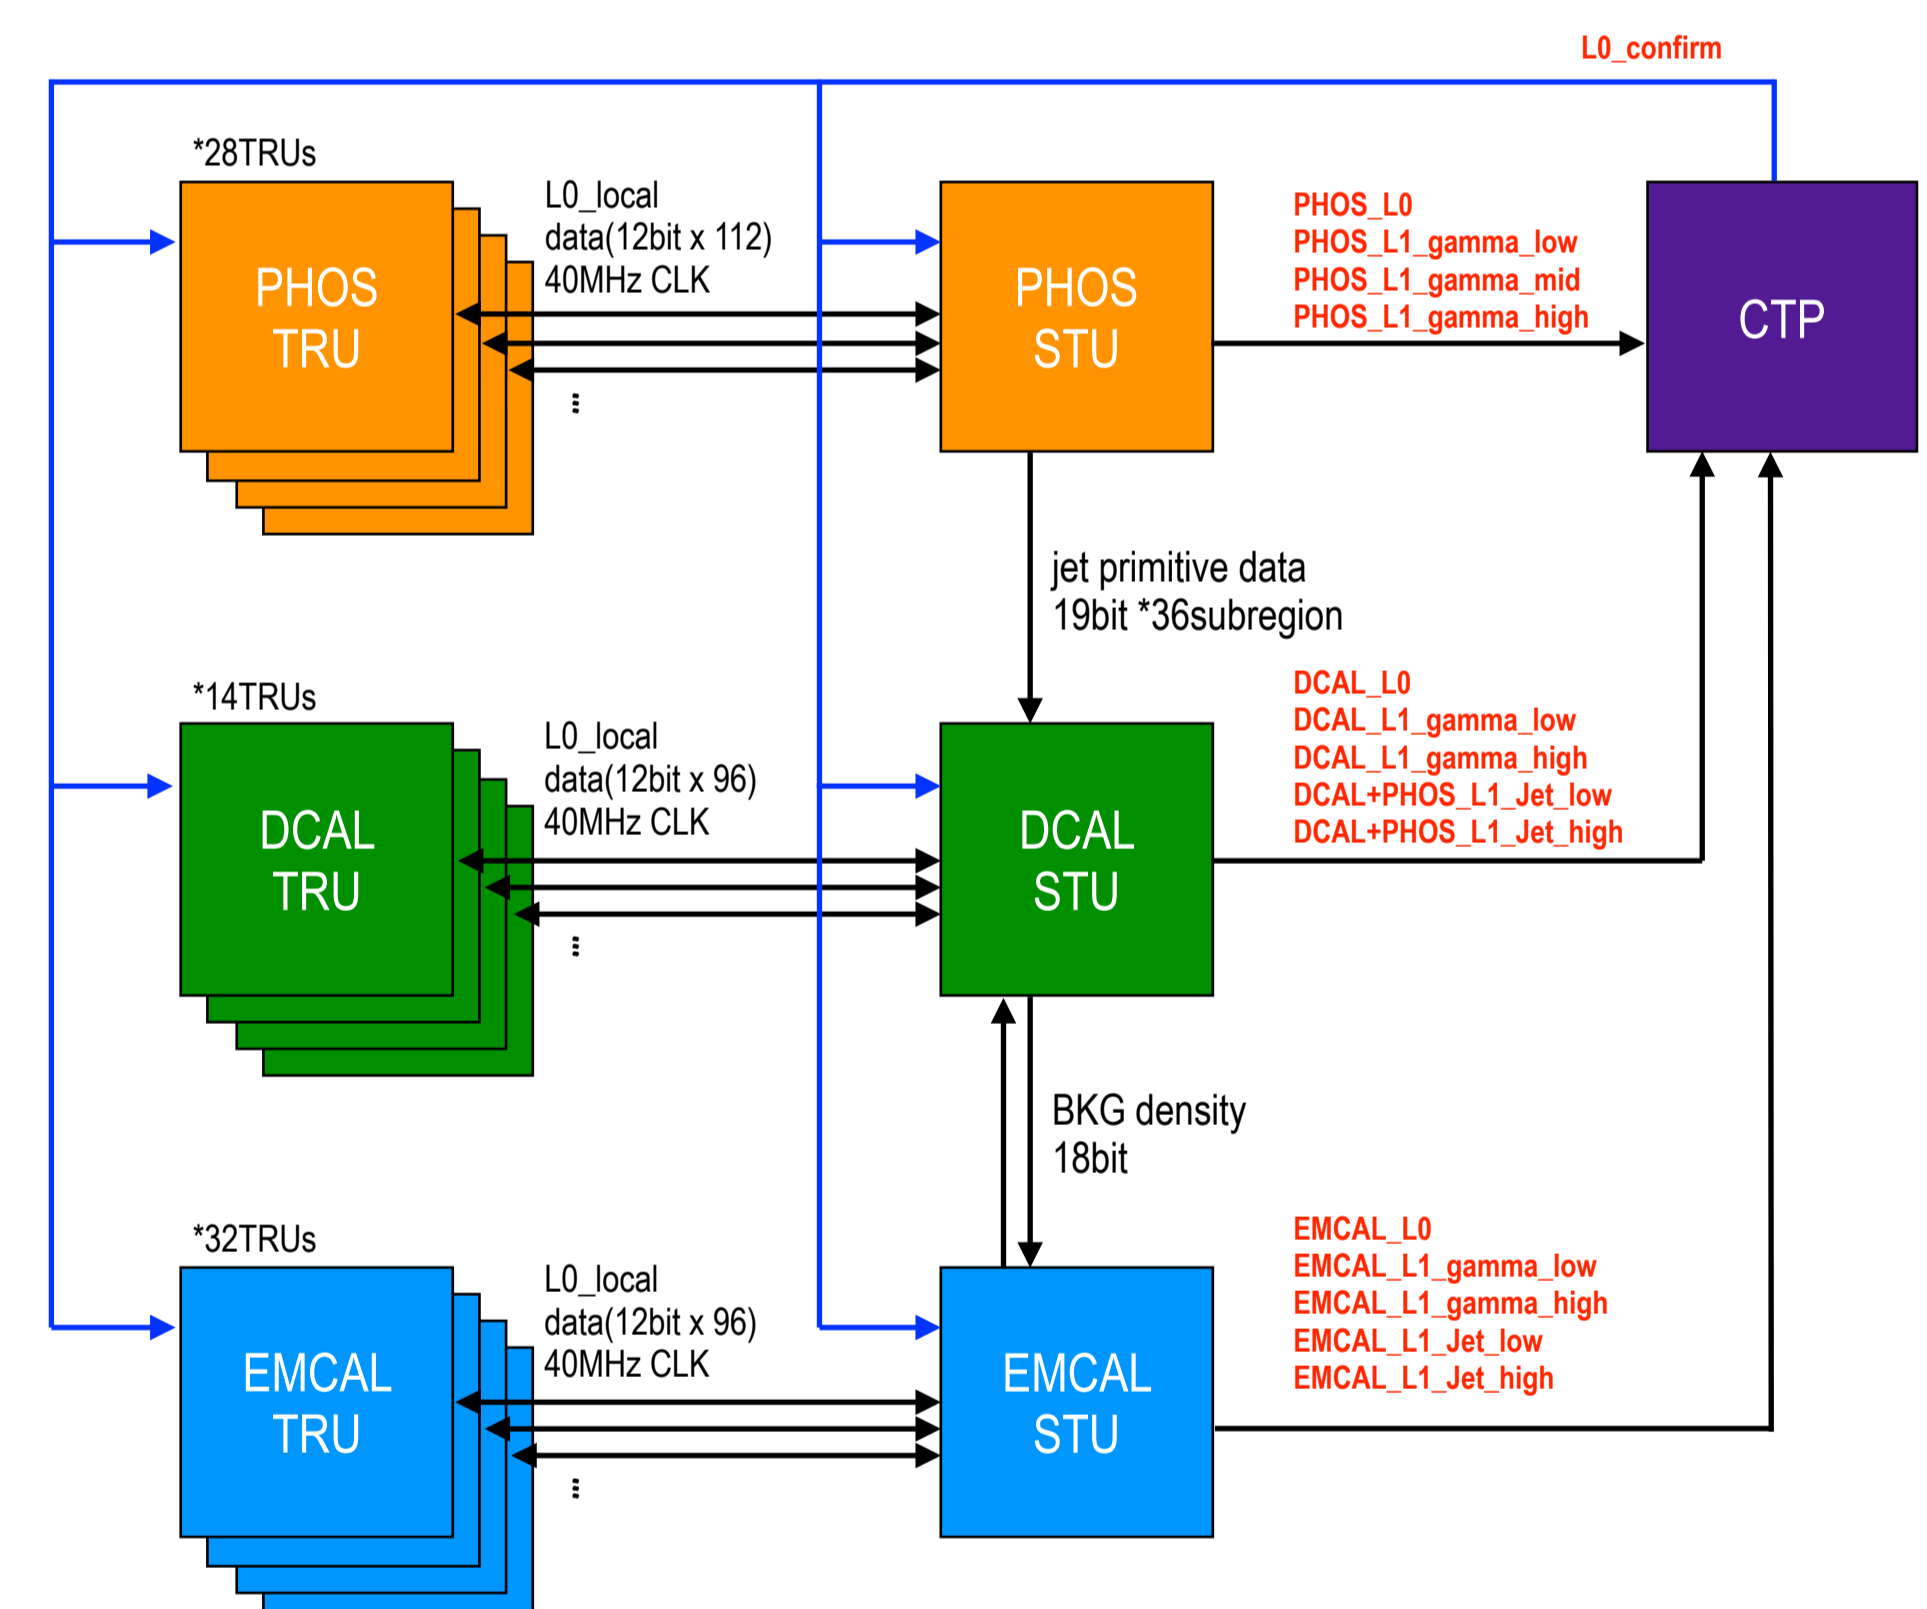 L0_confirm
*28TRUs
PHOS
TRU
L0_local
data(12bit x 112)
40MHz CLK
...
PHOS
STU
PHOS_L0
PHOS_L1_gamma_low
PHOS_L1_gamma_mid
PHOS_L1_gamma_high
CTP
jet primitive data
19bit *36subregion
*14TRUs
DCAL
TRU
L0_local
data(12bit x 96)
40MHz CLK
...
DCAL
STU
DCAL_L0
DCAL_L1_gamma_low
DCAL_L1_gamma_high
DCAL+PHOS_L1_Jet_low
DCAL+PHOS_L1_Jet_high
BKG density
18bit
*32TRUs
EMCAL
TRU
L0_local
data(12bit x 96)
40MHz CLK
...
EMCAL
STU
EMCAL_L0
EMCAL_L1_gamma_low
EMCAL_L1_gamma_high
EMCAL_L1_Jet_low
EMCAL_L1_Jet_high